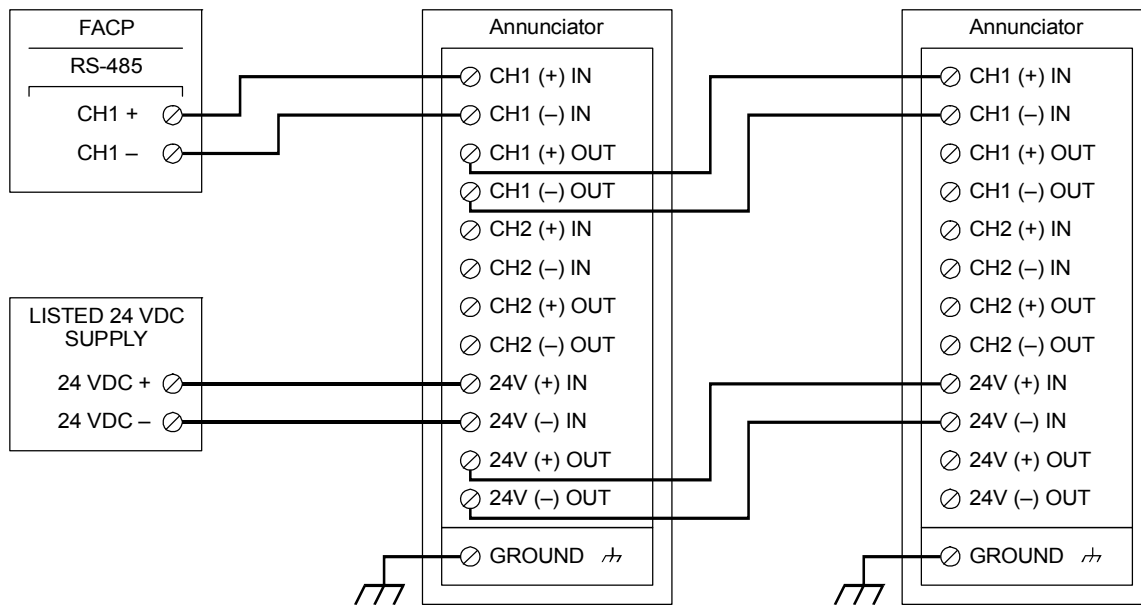 FACP
RS-485
CH1 +
CH1 –
LISTED 24 VDC
SUPPLY
24 VDC +
24 VDC –
Annunciator
CH1 (+) IN
CH1 (–) IN
CH1 (+) OUT
CH1 (–) OUT
CH2 (+) IN
CH2 (–) IN
CH2 (+) OUT
CH2 (–) OUT
24V (+) IN
24V (–) IN
24V (+) OUT
24V (–) OUT
GROUND
Annunciator
CH1 (+) IN
CH1 (–) IN
CH1 (+) OUT
CH1 (–) OUT
CH2 (+) IN
CH2 (–) IN
CH2 (+) OUT
CH2 (–) OUT
24V (+) IN
24V (–) IN
24V (+) OUT
24V (–) OUT
GROUND